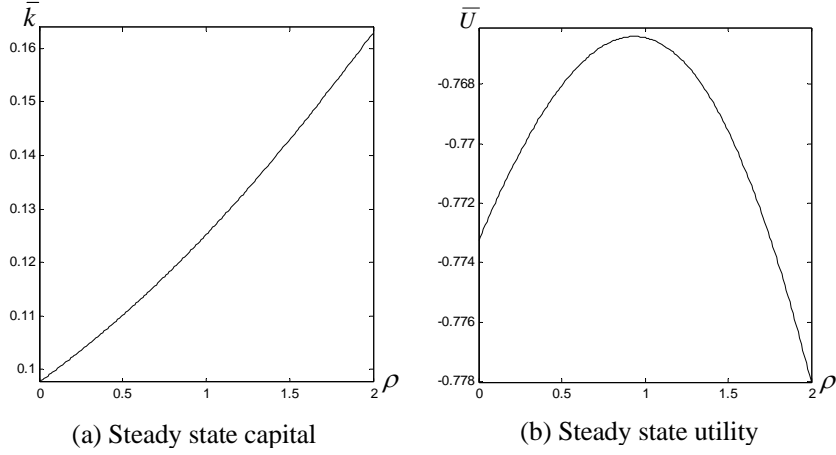 k̅
0.16
0.15
0.14
0.13
0.12
0.11
0.1
0 0.5 1 1.5 2 ρ
(a) Steady state capital
U̅
-0.768
-0.77
-0.772
-0.774
-0.776
-0.778
0 0.5 1 1.5 2 ρ
(b) Steady state utility